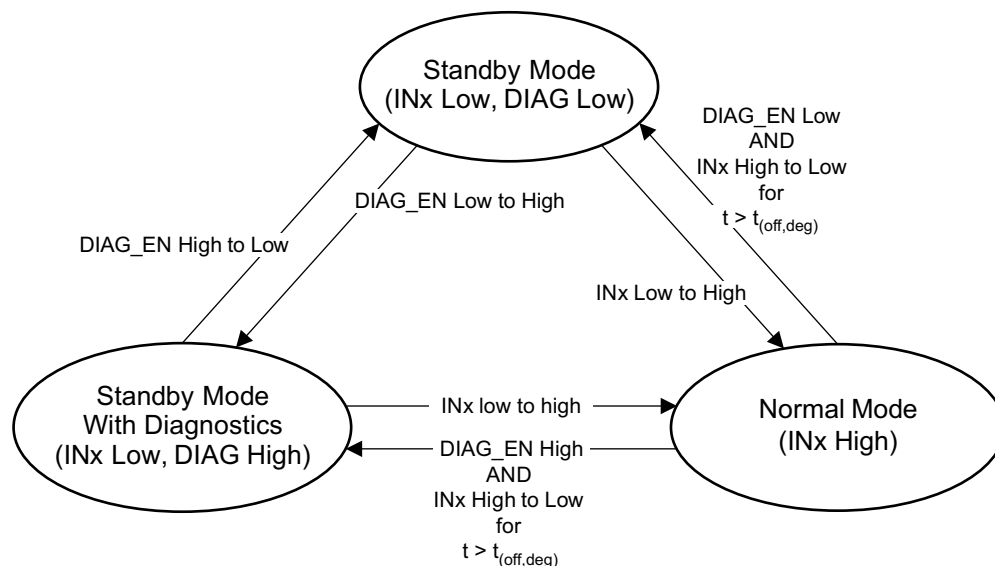 Standby Mode
(INx Low, DIAG Low)
DIAG_EN Low
AND
INx High to Low
for
t > t(off,deg)
DIAG_EN Low to High
DIAG_EN High to Low
INx Low to High
Standby Mode
With Diagnostics
(INx Low, DIAG High)
INx low to high
DIAG_EN High
AND
INx High to Low
for
t > t(off,deg)
Normal Mode
(INx High)